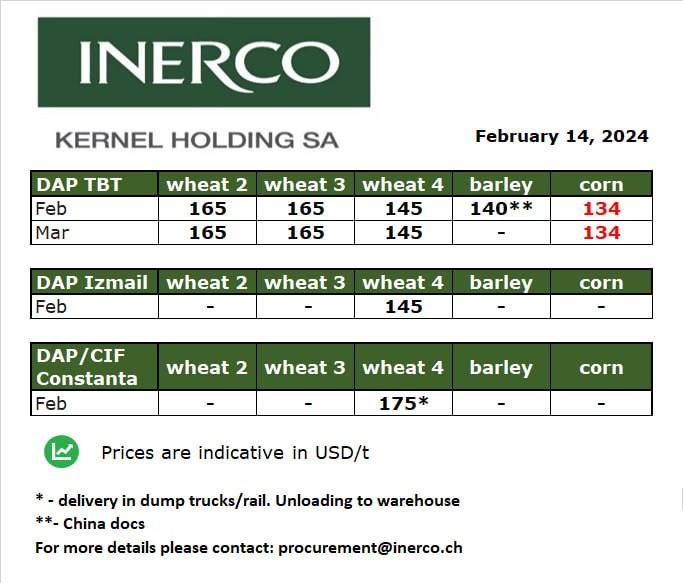 INERCO
KERNEL HOLDING SA
February 14, 2024
DAP TBT wheat 2 wheat 3 wheat 4 barley corn
Feb 165 165 145 140** 134
Mar 165 165 145 - 134
DAP Izmail wheat 2 wheat 3 wheat 4 barley corn
Feb - - 145 - -
DAP/CIF
Constanta wheat 2 wheat 3 wheat 4 barley corn
Feb - - 175* - -
Prices are indicative in USD/t
* - delivery in dump trucks/rail. Unloading to warehouse
**- China docs
For more details please contact: procurement@inerco.ch